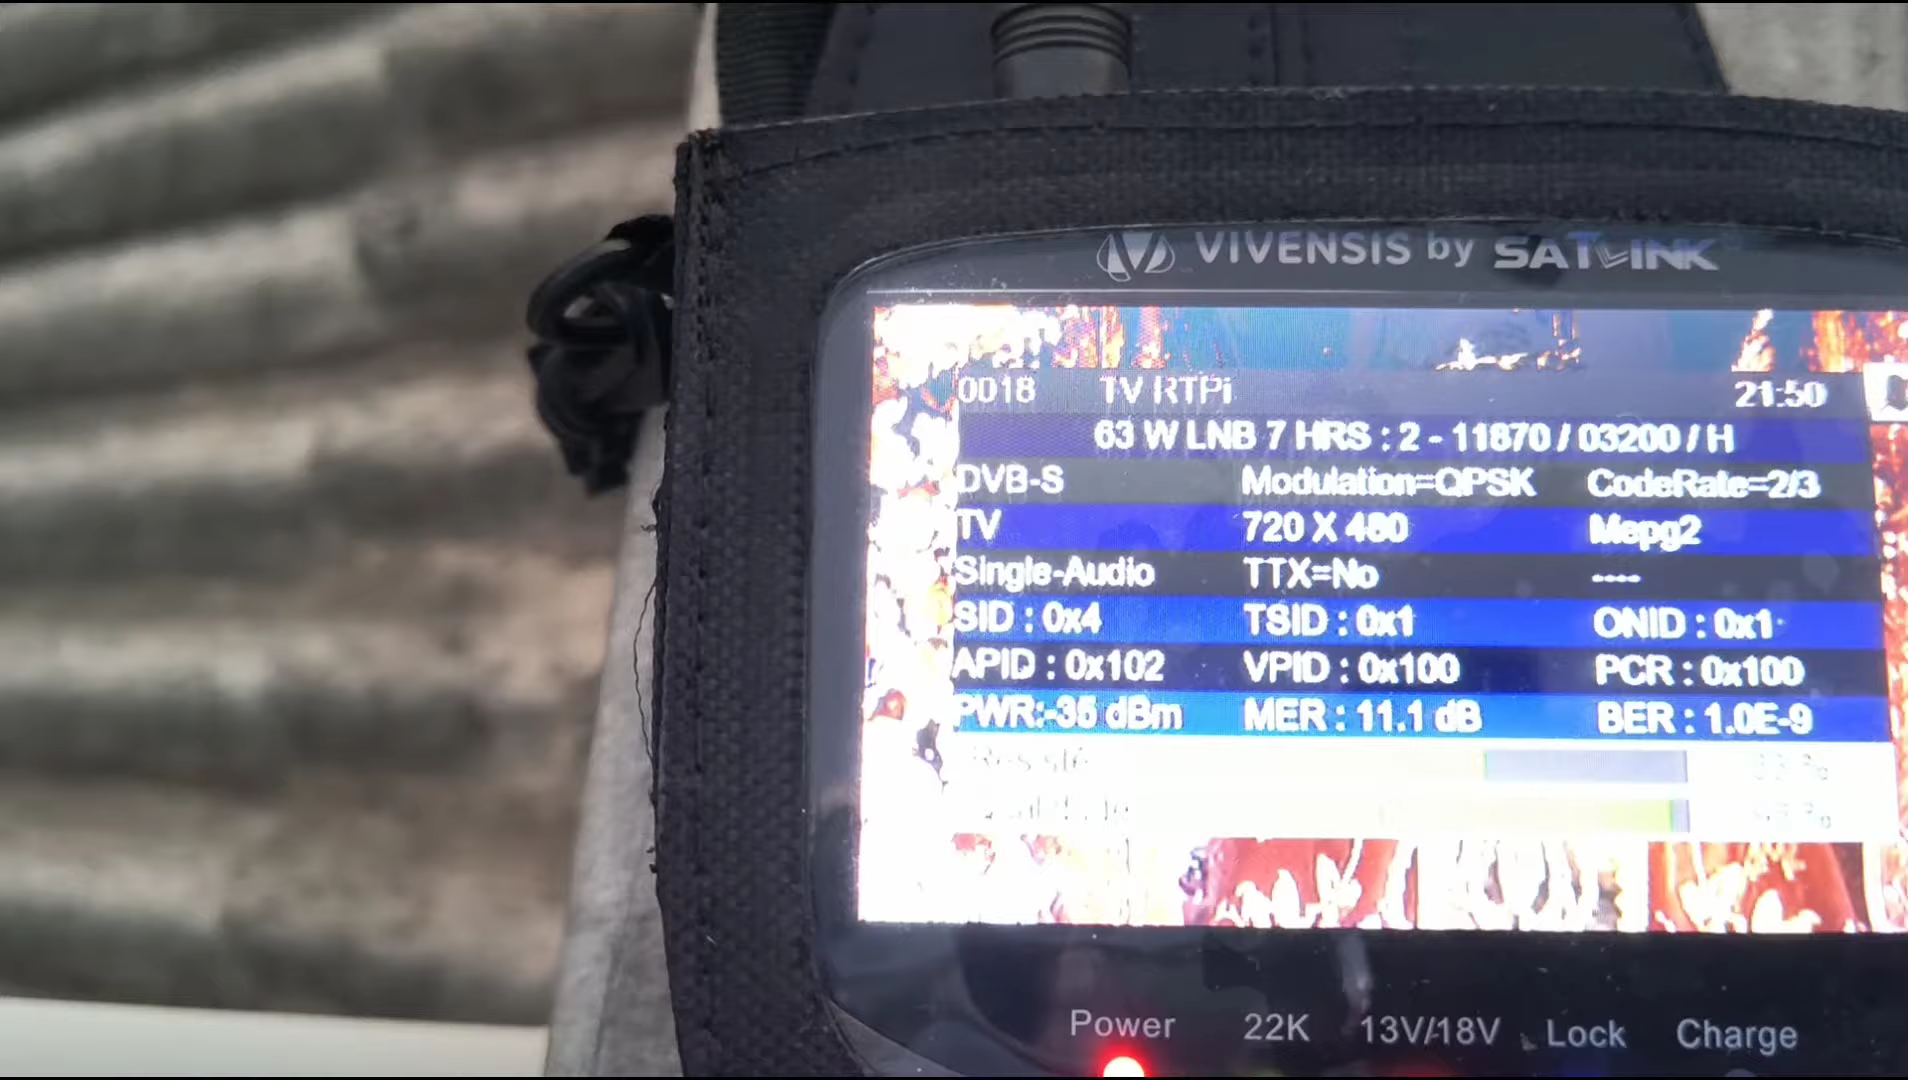 VIVENSIS by SATLINK
0018 TV RTPi 21:50
63 W LNB 7 HRS : 2 - 11870 / 03200 / H
DVB-S Modulation=QPSK CodeRate=2/3
TV 720 X 480 Mepg2
Single-Audio TTX=No ----
SID : 0x4 TSID : 0x1 ONID : 0x1
APID : 0x102 VPID : 0x100 PCR : 0x100
PWR:-35 dBm MER : 11.1 dB BER : 1.0E-9
Power 22K 13V/18V Lock Charge